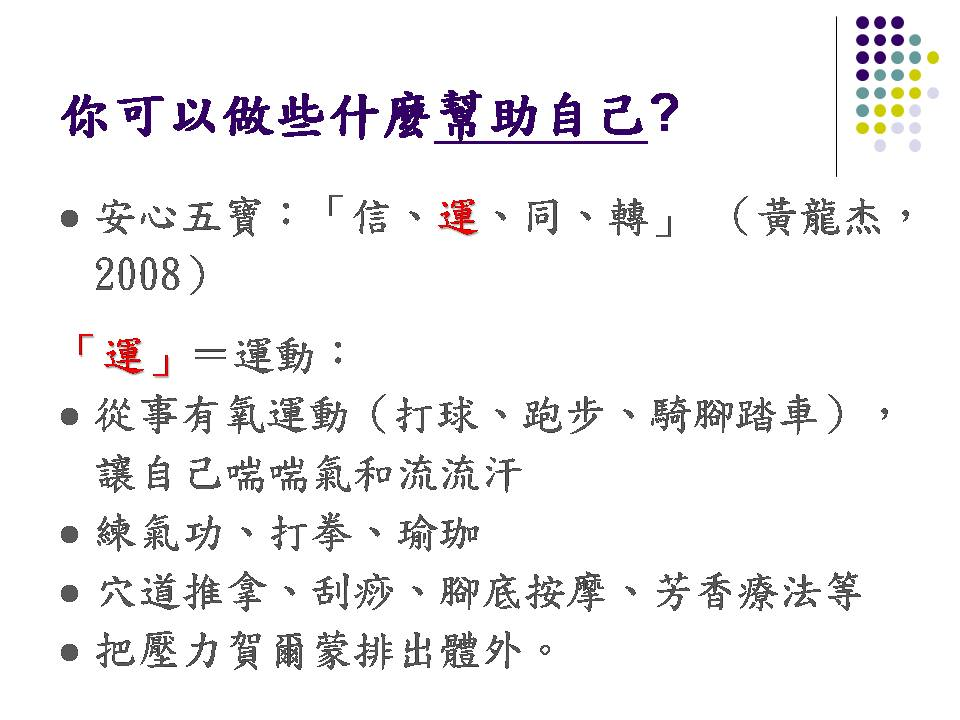 你可以做些什麼幫助自己?
● 安心五寶：「信、運、同、轉」 （黃龍杰，
2008）
「運」＝運動：
● 從事有氧運動（打球、跑步、騎腳踏車），
讓自己喘喘氣和流流汗
● 練氣功、打拳、瑜珈
● 穴道推拿、刮痧、腳底按摩、芳香療法等
● 把壓力賀爾蒙排出體外。